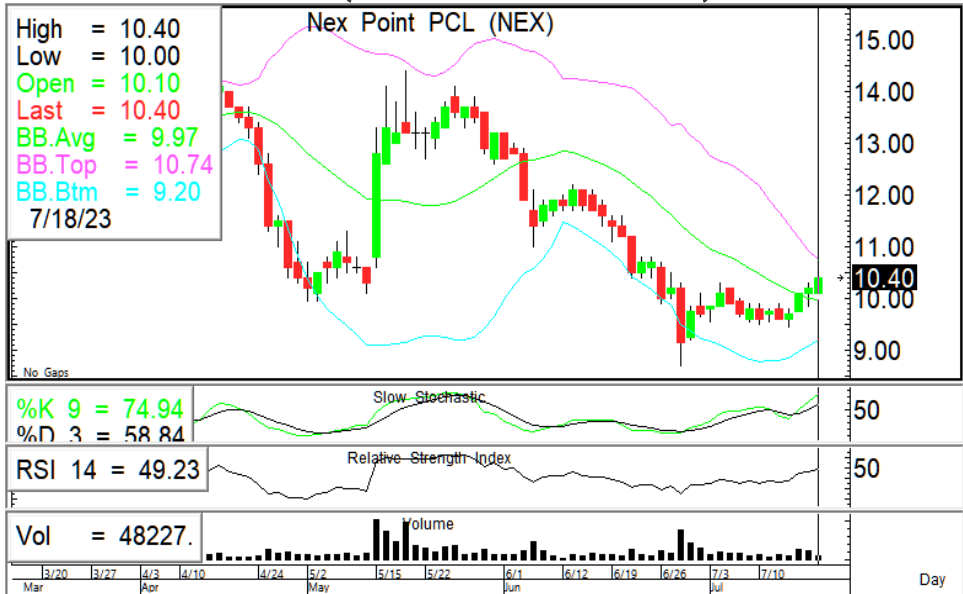 Nex Point PCL (NEX)
High = 10.40
Low = 10.00
Open = 10.10
Last = 10.40
BB.Avg = 9.97
BB.Top = 10.74
BB.Btm = 9.20
7/18/23
15.00
14.00
13.00
12.00
11.00
10.40
10.00
9.00
No Gaps
Slow Stochastic
%K 9 = 74.94
%D 3 = 58.84
50
Relative Strength Index
RSI 14 = 49.23
50
Volume
Vol = 48227.
3/20 3/27 4/3 4/10 4/24 5/2 5/15 5/22 6/1 6/12 6/19 6/26 7/3 7/10
Mar Apr May Jun Jul Day